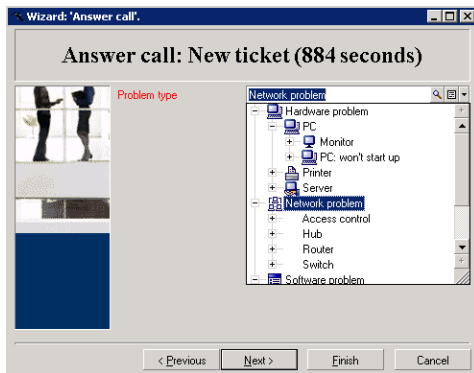 Wizard: 'Answer call'.
Answer call: New ticket (884 seconds)
Problem type
Network problem
Hardware problem
PC
Monitor
PC: won't start up
Printer
Server
Network problem
Access control
Hub
Router
Switch
Software problem
< Previous
Next >
Finish
Cancel